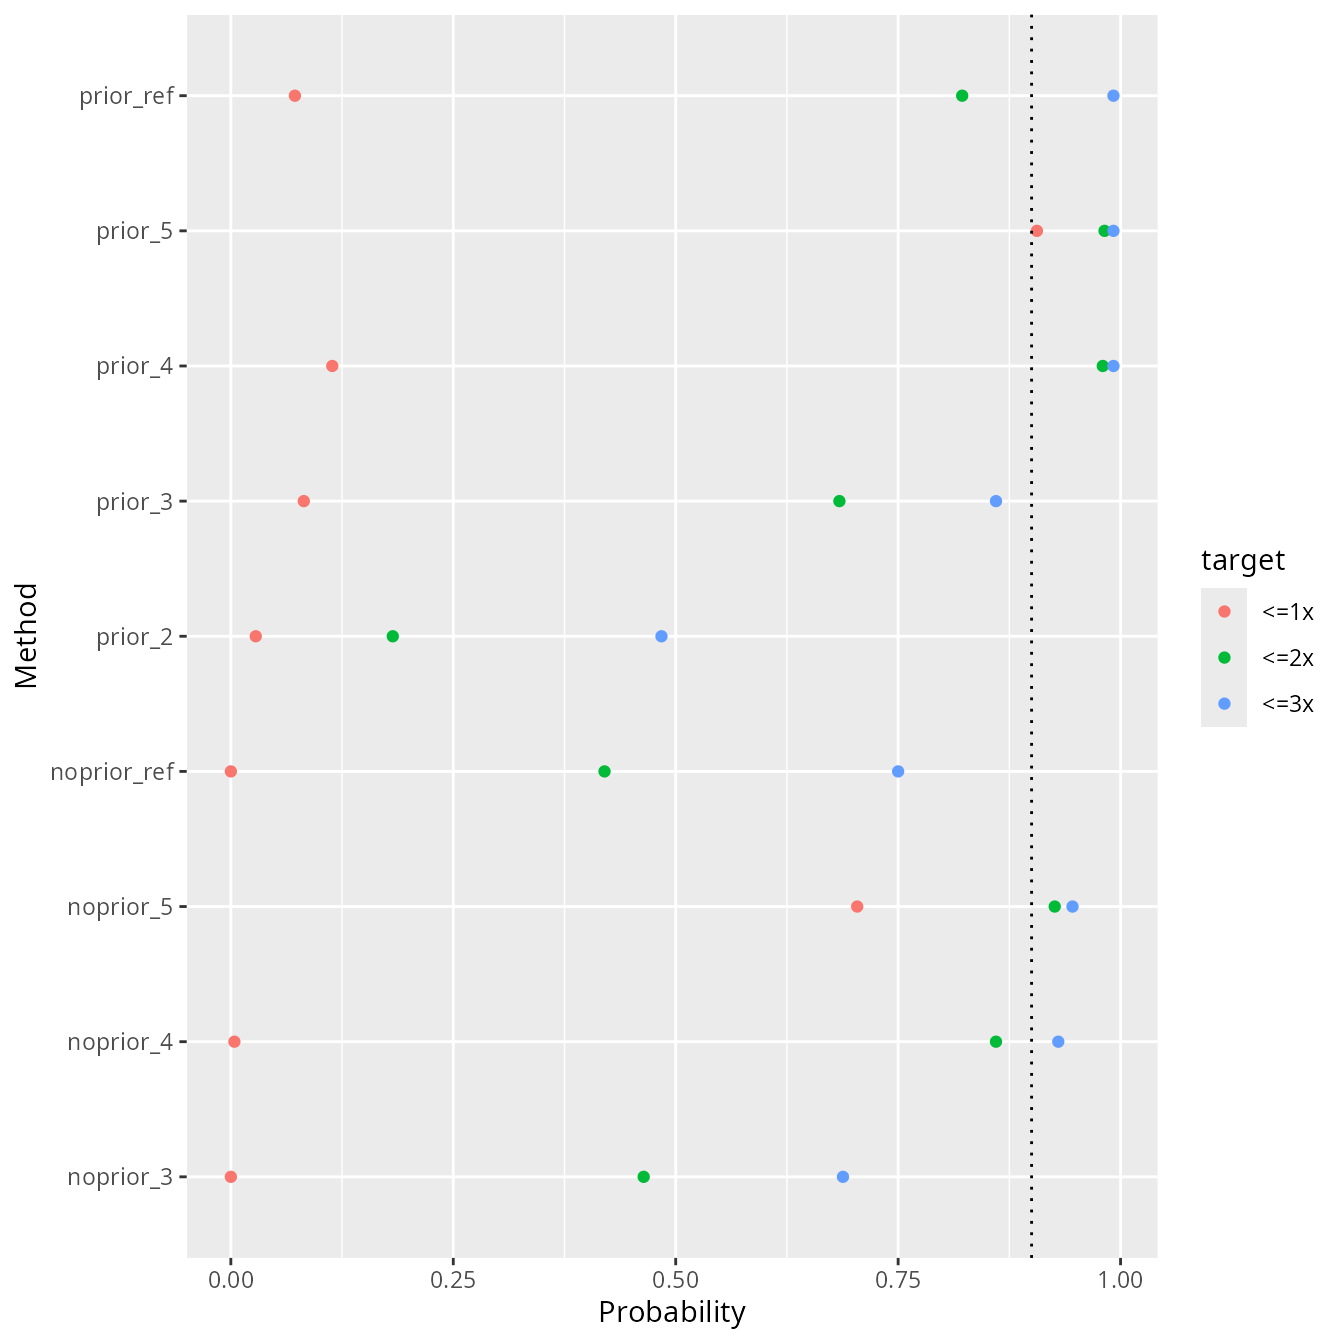 prior_ref
prior_5
prior_4
prior_3
prior_2
noprior_ref
noprior_5
noprior_4
noprior_3
Method
0.00 0.25 0.50 0.75 1.00
Probability
target
<=1x
<=2x
<=3x